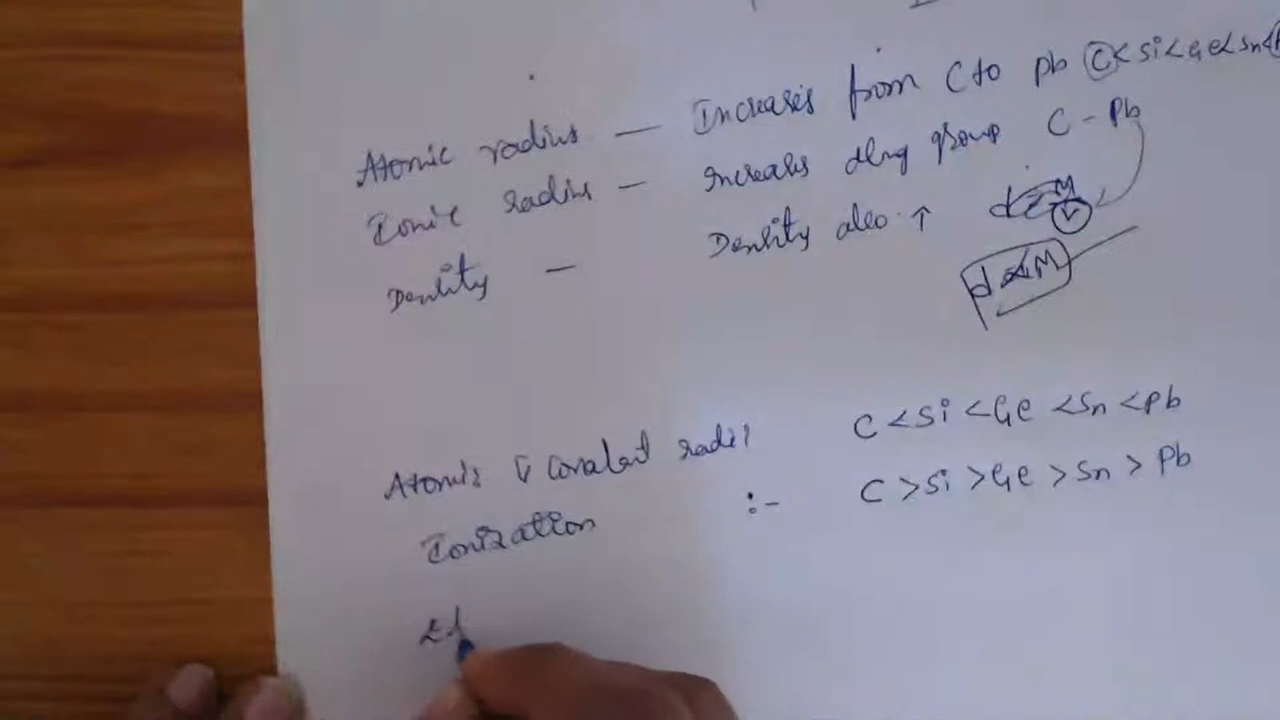 Atomic radius — Increases from C to pb C<Si<Ge<Sn<
Ionic radius — Increases along group C - Pb
Density — Density also ↑ d = M/V
d∝M
Atomic & covalent radii C <Si <Ge <Sn <Pb
Ionization :- C >Si >Ge >Sn > Pb
El